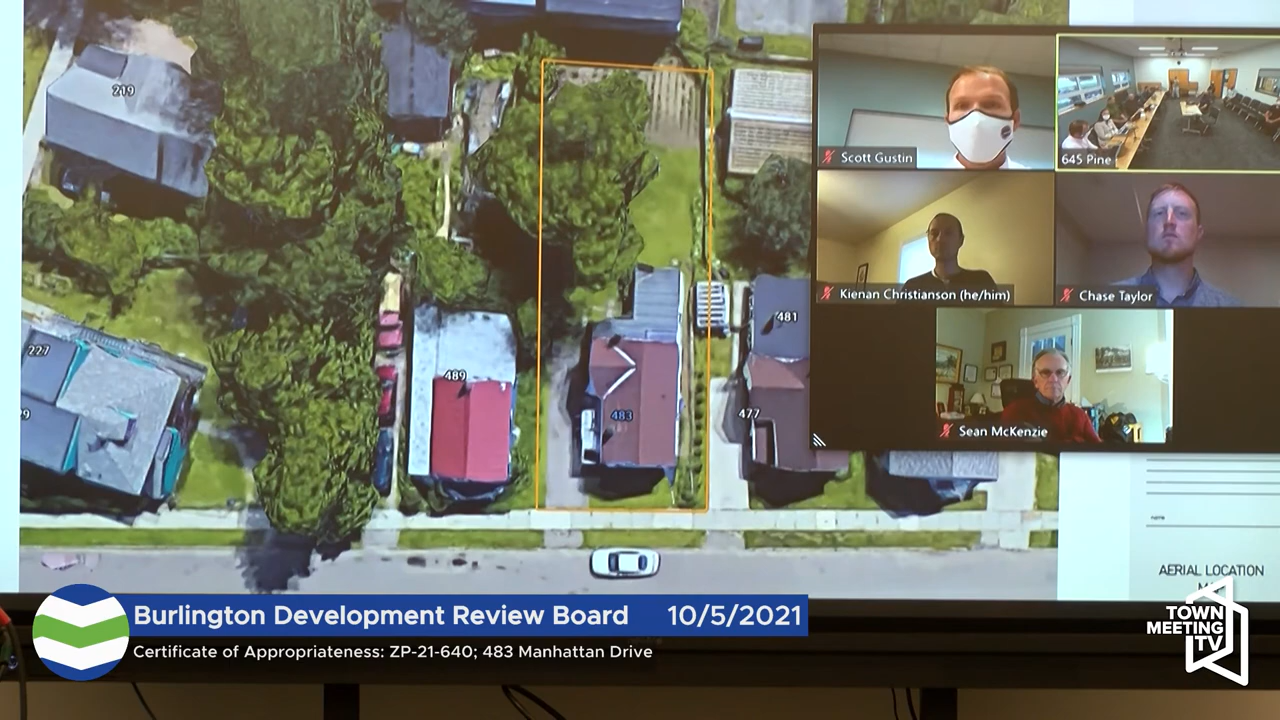 219
Scott Gustin
645 Pine
Kienan Christianson (he/him)
Chase Taylor
481
227
489
483
477
Sean McKenzie
AERIAL LOCATION
Burlington Development Review Board 10/5/2021
Certificate of Appropriateness: ZP-21-640; 483 Manhattan Drive
TOWN
MEETING
TV